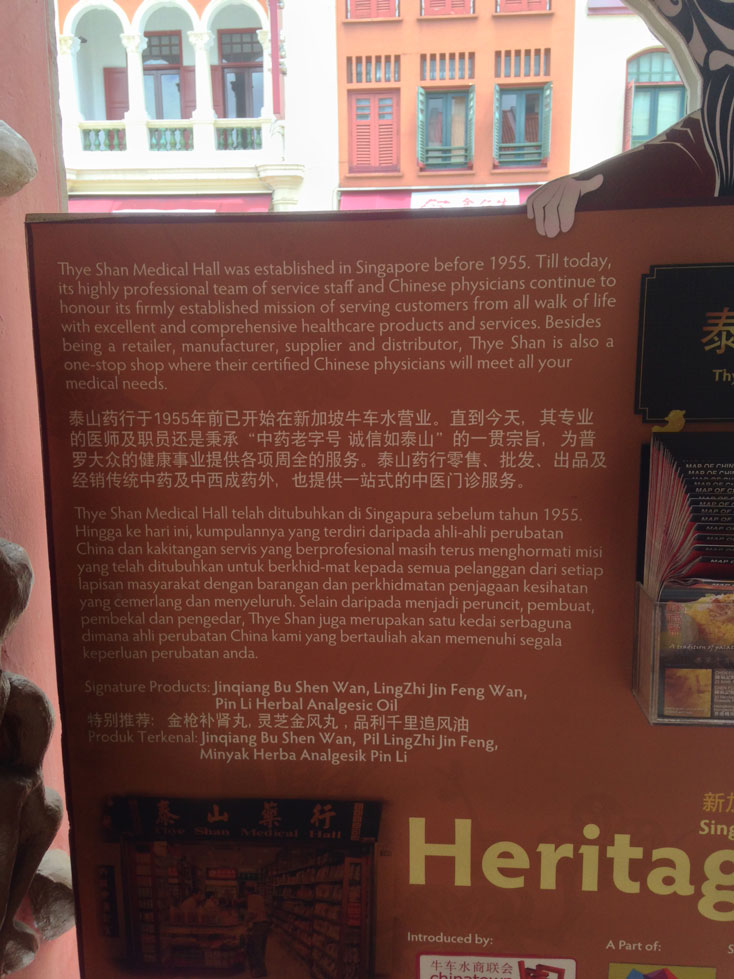 Thye Shan Medical Hall was established in Singapore before 1955. Till today,
its highly professional team of service staff and Chinese physicians continue to
honour its firmly established mission of serving customers from all walk of life
with excellent and comprehensive healthcare products and services. Besides
being a retailer, manufacturer, supplier and distributor, Thye Shan is also a
one-stop shop where their certified Chinese physicians will meet all your
medical needs.
泰山药行于1955年前已开始在新加坡牛车水营业。直到今天，其专业
的医师及职员还是秉承“中药老字号 诚信如泰山”的一贯宗旨，为普
罗大众的健康事业提供各项周全的服务。泰山药行零售、批发、出品及
经销传统中药及中西成药外，也提供一站式的中医门诊服务。
Thye Shan Medical Hall telah ditubuhkan di Singapura sebelum tahun 1955.
Hingga ke hari ini, kumpulannya yang terdiri daripada ahli-ahli perubatan
China dan kakitangan servis yang berprofesional masih terus menghormati misi
yang telah ditubuhkan untuk berkhid-mat kepada semua pelanggan dari setiap
lapisan masyarakat dengan barangan dan perkhidmatan penjagaan kesihatan
yang cemerlang dan menyeluruh. Selain daripada menjadi peruncit, pembuat,
pembekal dan pengedar, Thye Shan juga merupakan satu kedai serbaguna
dimana ahli perubatan China kami yang bertauliah akan memenuhi segala
keperluan perubatan anda.
Signature Products: Jinqiang Bu Shen Wan, LingZhi Jin Feng Wan,
Pin Li Herbal Analgesic Oil
特别推荐: 金枪补肾丸, 灵芝金风丸, 品利千里追风油
Produk Terkenal: Jinqiang Bu Shen Wan, Pil LingZhi Jin Feng,
Minyak Herba Analgesik Pin Li
泰山藥行
Thye Shan Medical Hall
Heritag
Introduced by:
牛车水商联会
chinatown
A Part of:
新加
Sing
泰
Thy
MAP OF CHIN
MAP OF CHI
MAP OF
A tradition of